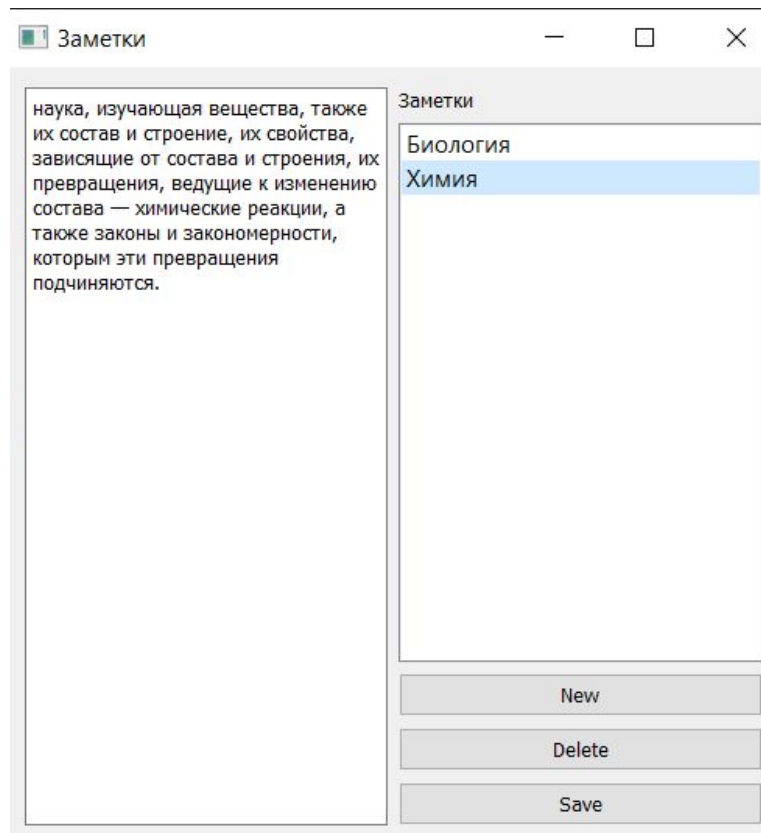 Заметки
наука, изучающая вещества, также
их состав и строение, их свойства,
зависящие от состава и строения, их
превращения, ведущие к изменению
состава — химические реакции, а
также законы и закономерности,
которым эти превращения
подчиняются.
Заметки
Биология
Химия
New
Delete
Save